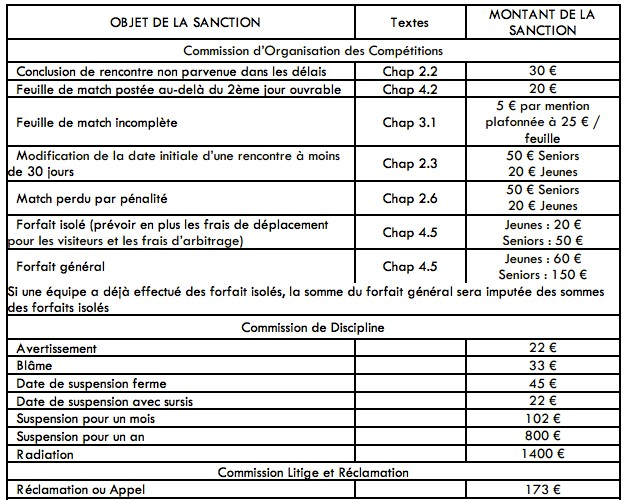 OBJET DE LA SANCTION Textes MONTANT DE LA SANCTION
Commission d'Organisation des Compétitions
Conclusion de rencontre non parvenue dans les délais Chap 2.2 30 €
Feuille de match postée au-delà du 2ème jour ouvrable Chap 4.2 20 €
Feuille de match incomplète Chap 3.1 5 € par mention
plafonnée à 25 € /
feuille
Modification de la date initiale d'une rencontre à moins
de 30 jours Chap 2.3 50 € Seniors
20 € Jeunes
Match perdu par pénalité Chap 2.6 50 € Seniors
20 € Jeunes
Forfait isolé (prévoir en plus les frais de déplacement
pour les visiteurs et les frais d'arbitrage) Chap 4.5 Jeunes : 20 €
Seniors : 50 €
Forfait général Chap 4.5 Jeunes : 60 €
Seniors : 150 €
Si une équipe a déjà effectué des forfait isolés, la somme du forfait général sera imputée des sommes
des forfaits isolés
Commission de Discipline
Avertissement 22 €
Blâme 33 €
Date de suspension ferme 45 €
Date de suspension avec sursis 22 €
Suspension pour un mois 102 €
Suspension pour un an 800 €
Radiation 1400 €
Commission Litige et Réclamation
Réclamation ou Appel 173 €